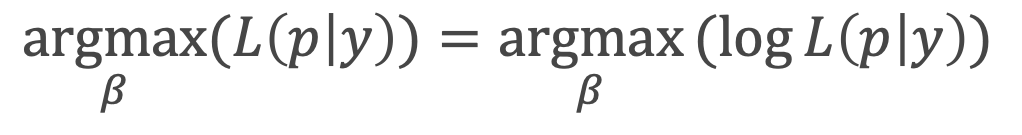 argmax(L(p|y)) = argmax (log L(p|y))
β β